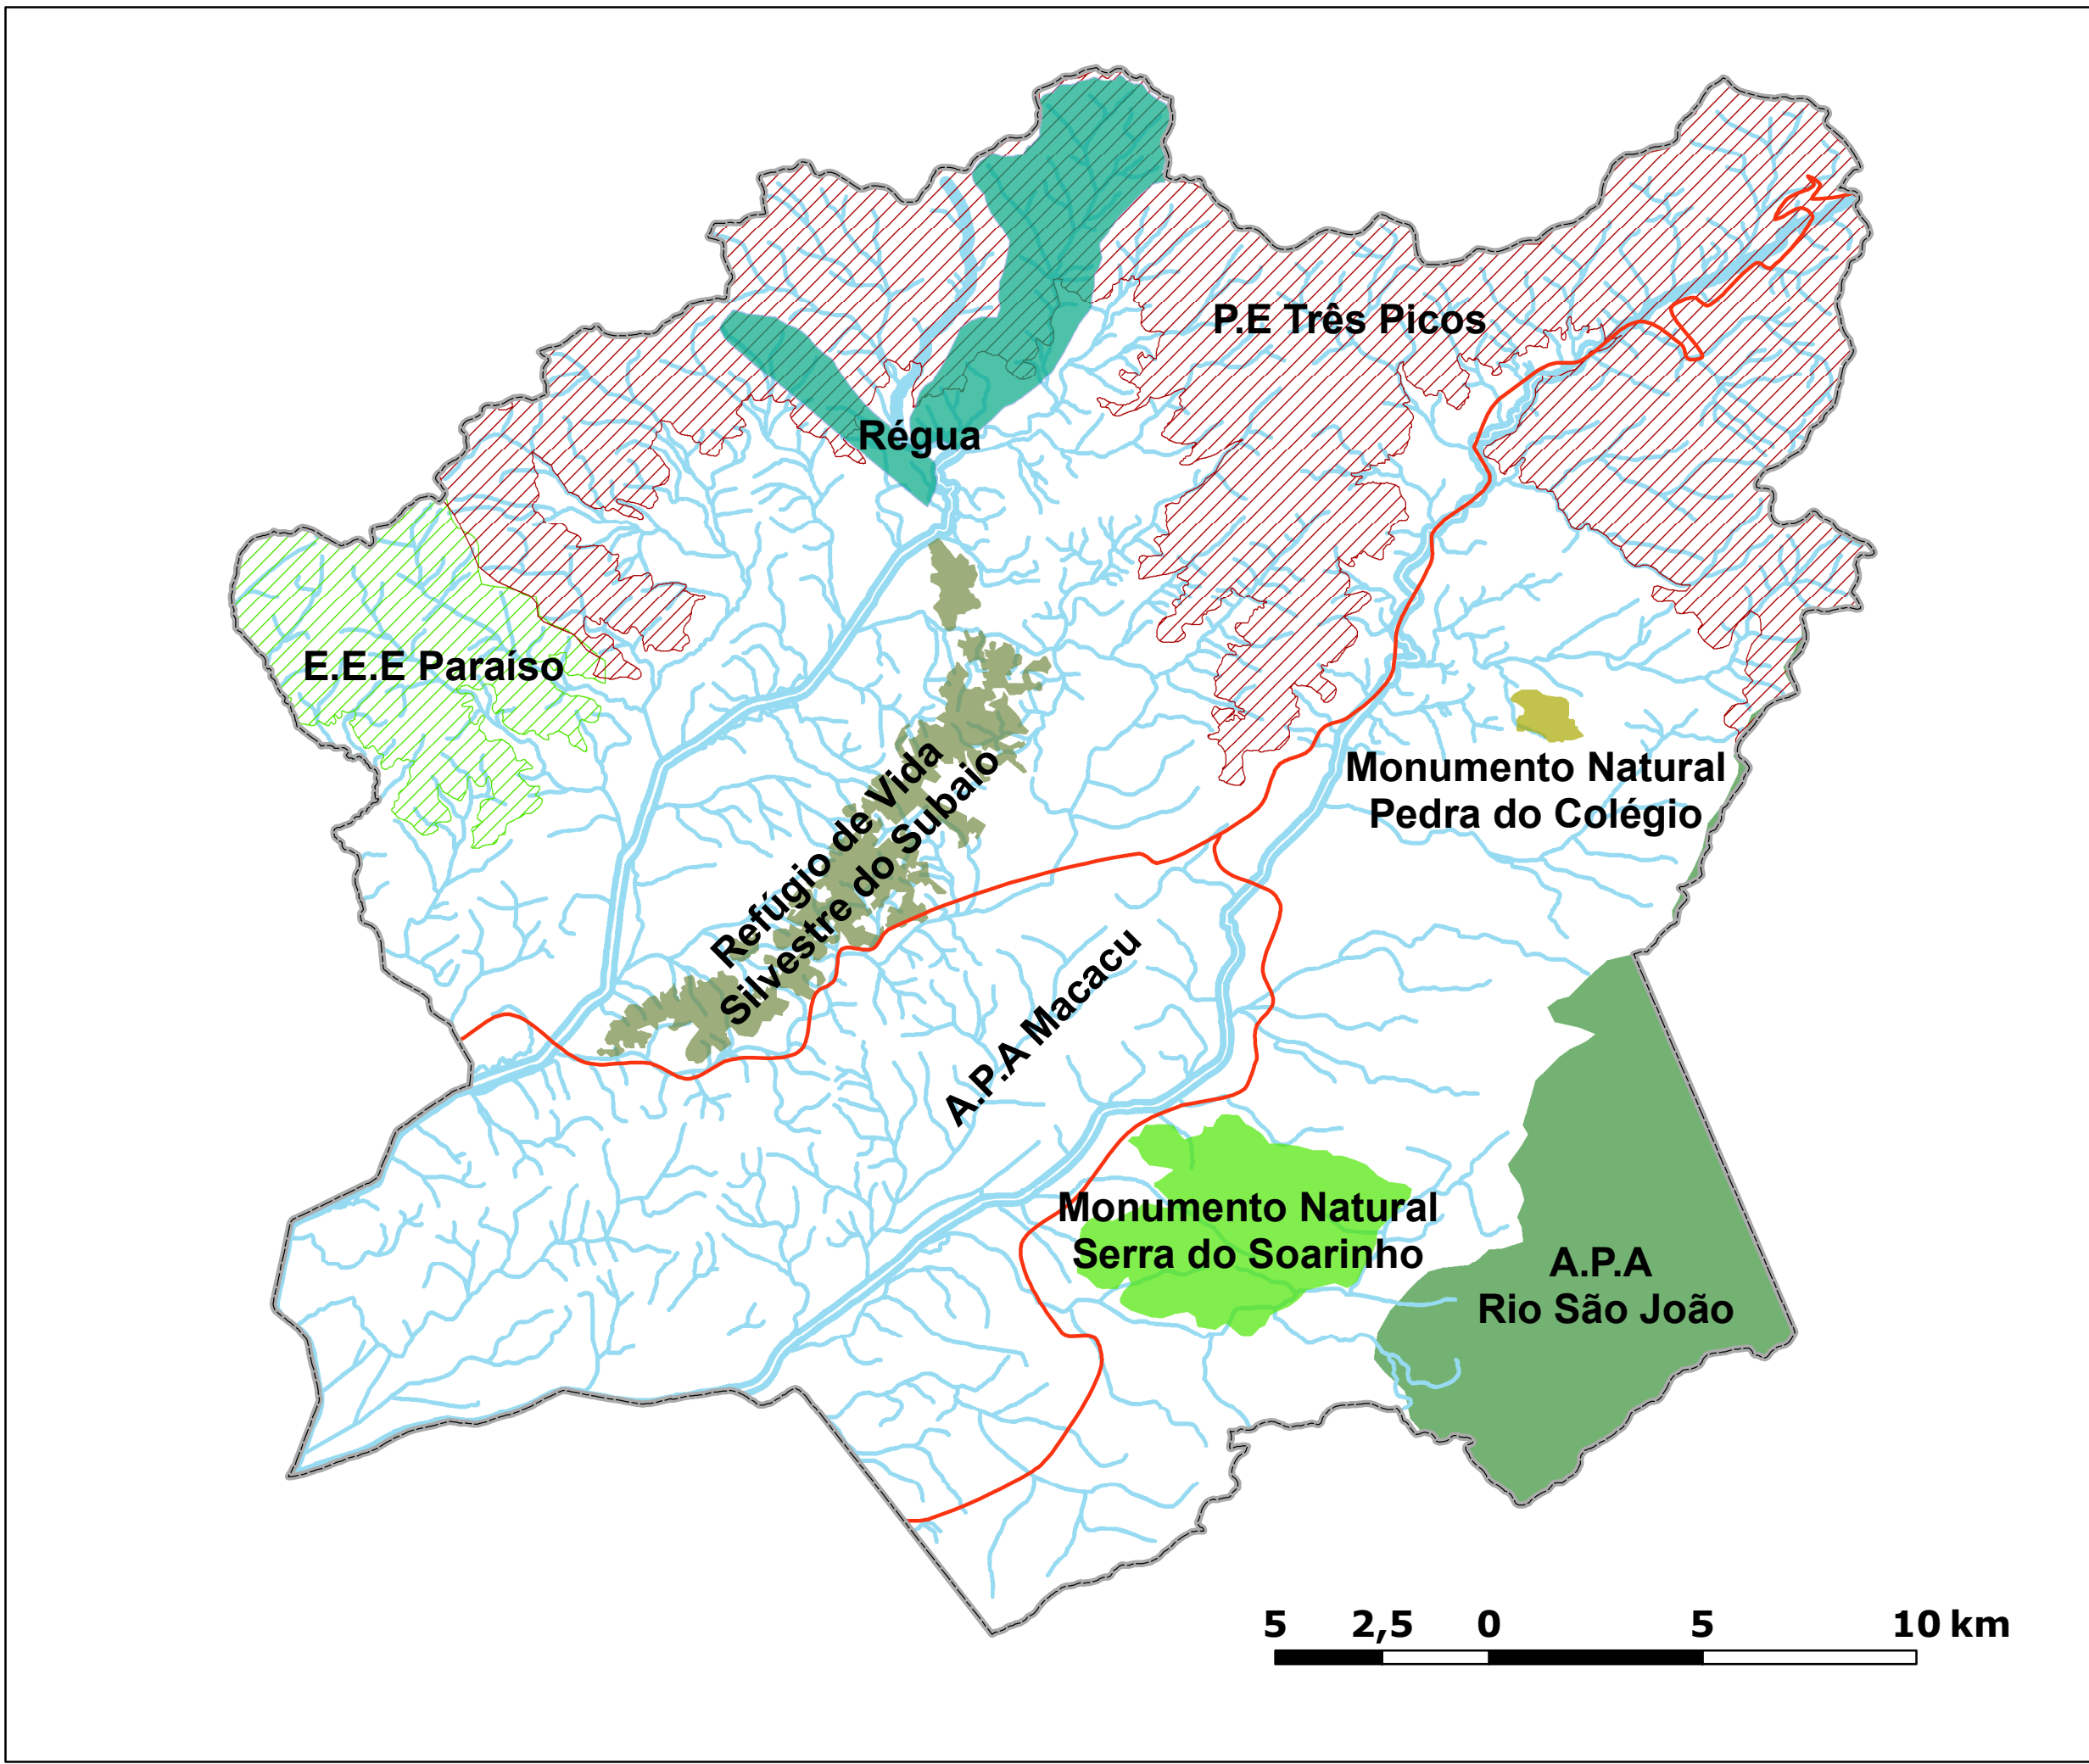 P.E Três Picos
Régua
E.E.E Paraíso
Monumento Natural
Pedra do Colégio
Refúgio de Vida
Silvestre do Subaio
A.P.A Macacu
Monumento Natural
Serra do Soarinho
A.P.A
Rio São João
5 2,5 0 5 10 km